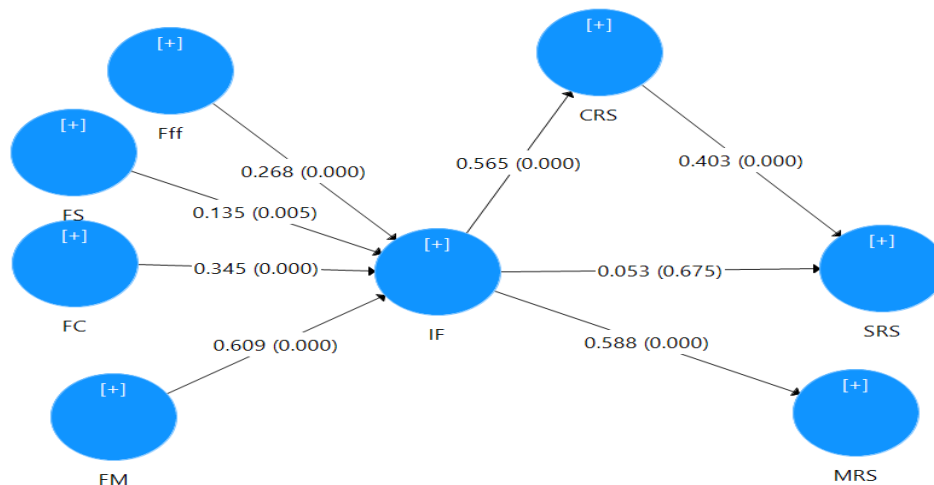 [+]
Fff
[+]
FS
[+]
FC
[+]
FM
0.268 (0.000)
0.135 (0.005)
0.345 (0.000)
0.609 (0.000)
[+]
IF
0.565 (0.000)
0.053 (0.675)
0.588 (0.000)
[+]
CRS
0.403 (0.000)
[+]
SRS
[+]
MRS